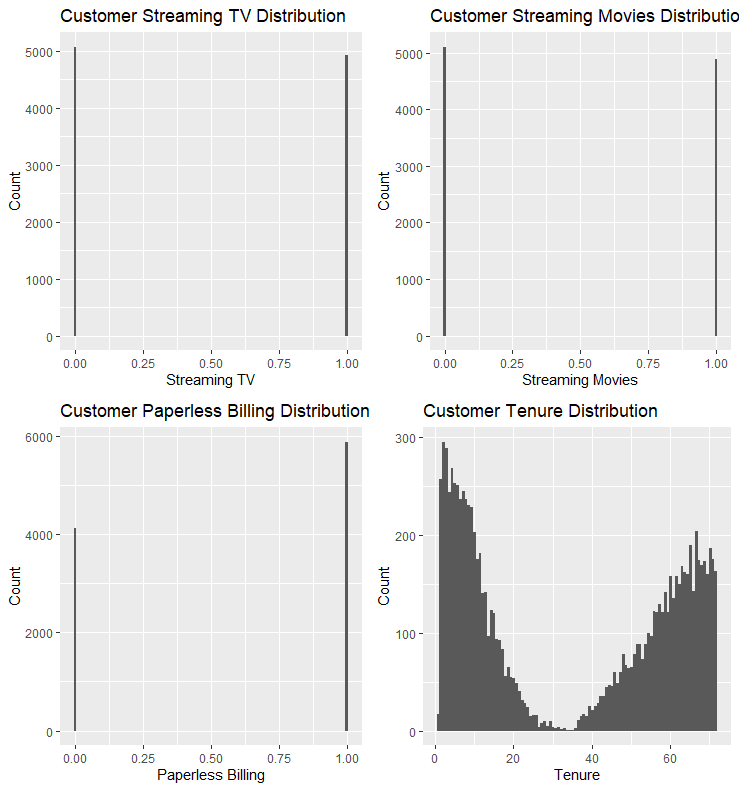 Customer Streaming TV Distribution
Count
5000
4000
3000
2000
1000
0
0.00 0.25 0.50 0.75 1.00
Streaming TV
Customer Streaming Movies Distributio
Count
5000
4000
3000
2000
1000
0
0.00 0.25 0.50 0.75 1.00
Streaming Movies
Customer Paperless Billing Distribution
Count
6000
4000
2000
0
0.00 0.25 0.50 0.75 1.00
Paperless Billing
Customer Tenure Distribution
Count
300
200
100
0
0 20 40 60
Tenure